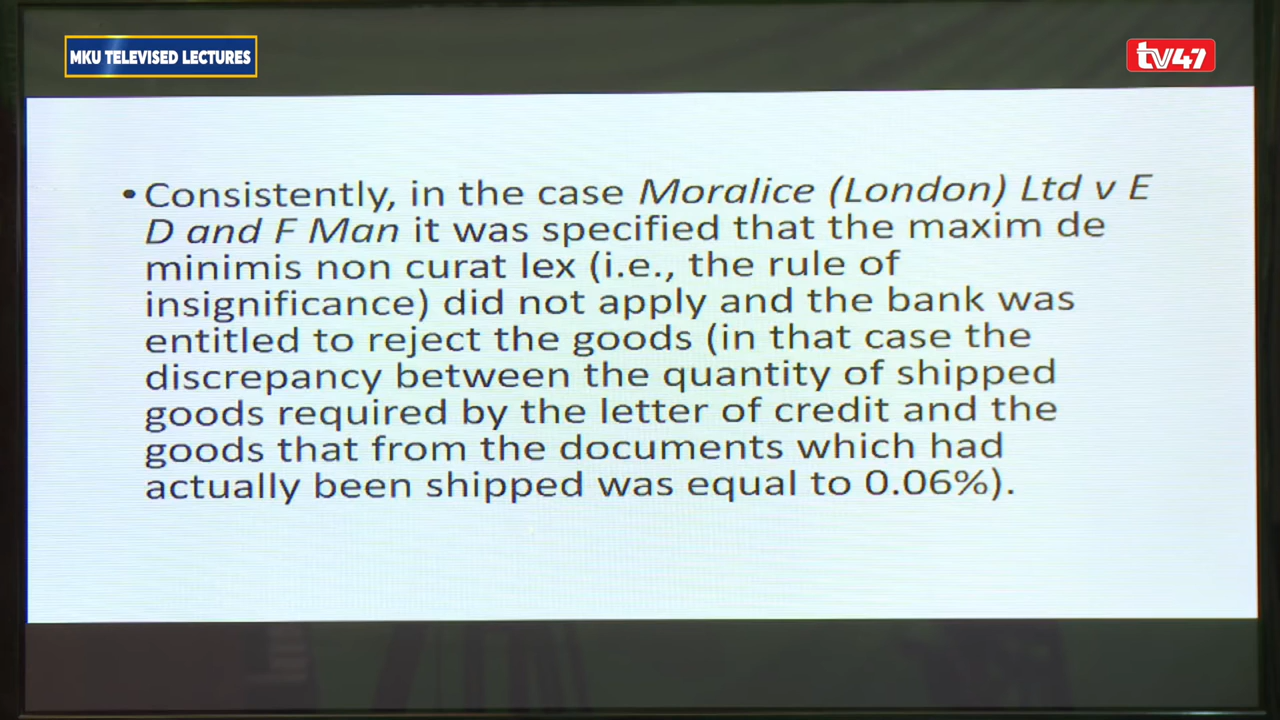 MKU TELEVISED LECTURES
tv47
• Consistently, in the case Moralice (London) Ltd v E
D and F Man it was specified that the maxim de
minimis non curat lex (i.e., the rule of
insignificance) did not apply and the bank was
entitled to reject the goods (in that case the
discrepancy between the quantity of shipped
goods required by the letter of credit and the
goods that from the documents which had
actually been shipped was equal to 0.06%).